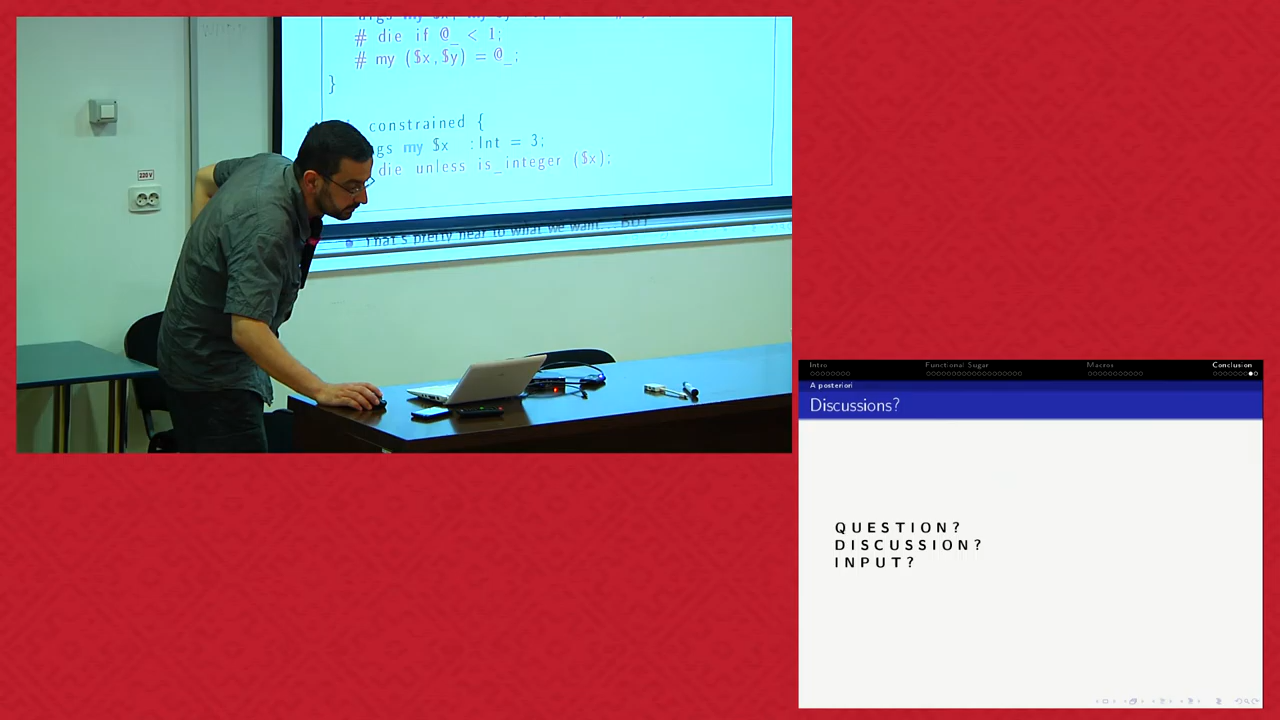 # die if @_ < 1;
# my ($x,$y) = @_;
}
constrained {
my $x :Int = 3;
die unless is_integer ($x);
That's pretty near to what we want... BUT
220 V
Intro
Functional Sugar
Macros
Conclusion
A posteriori
Discussions?
QUESTION?
DISCUSSION?
INPUT?